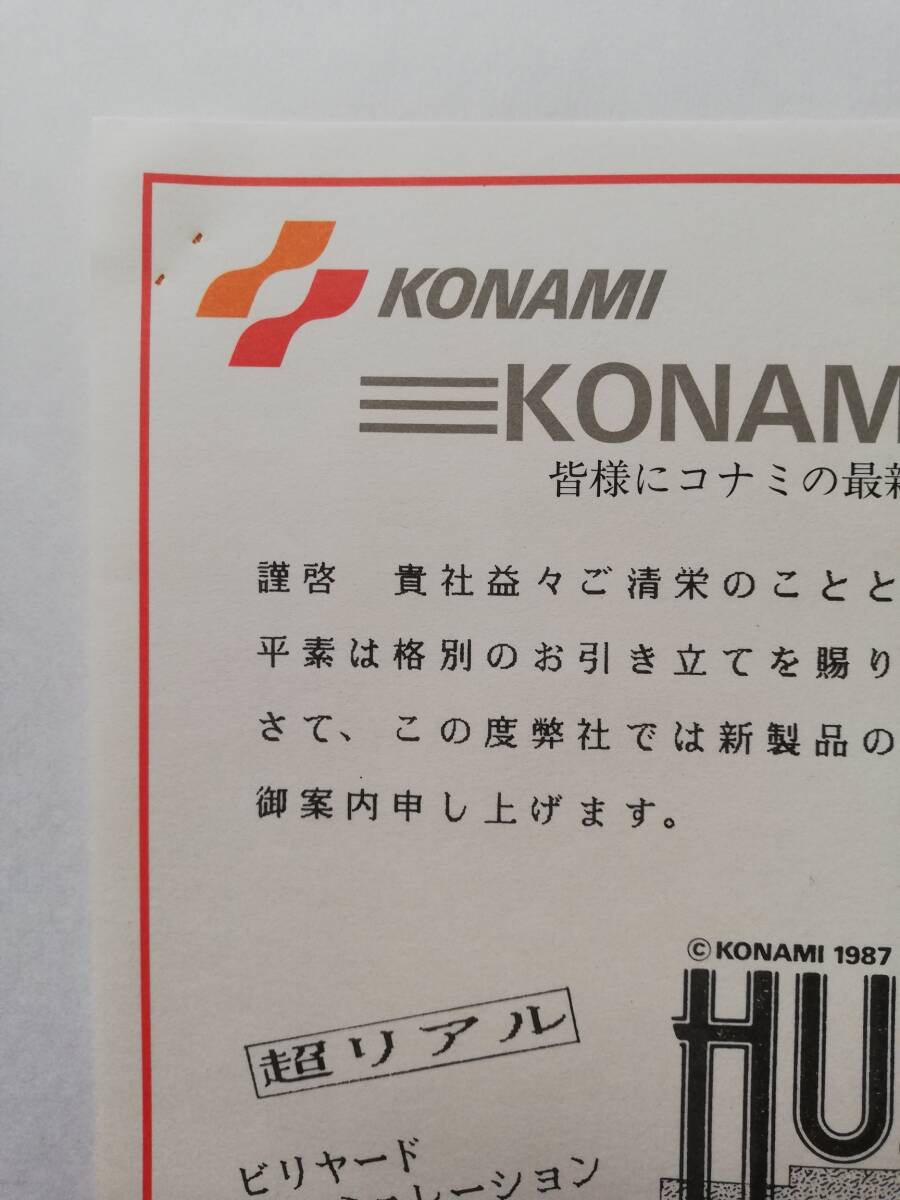 KONAMI
KONAM
皆様にコナミの最新
謹啓　貴社益々ご清栄のことと
平素は格別のお引き立てを賜り
さて、この度弊社では新製品の
御案内申し上げます。
©KONAMI 1987
HU
超リアル
ビリヤード
ミュレーション